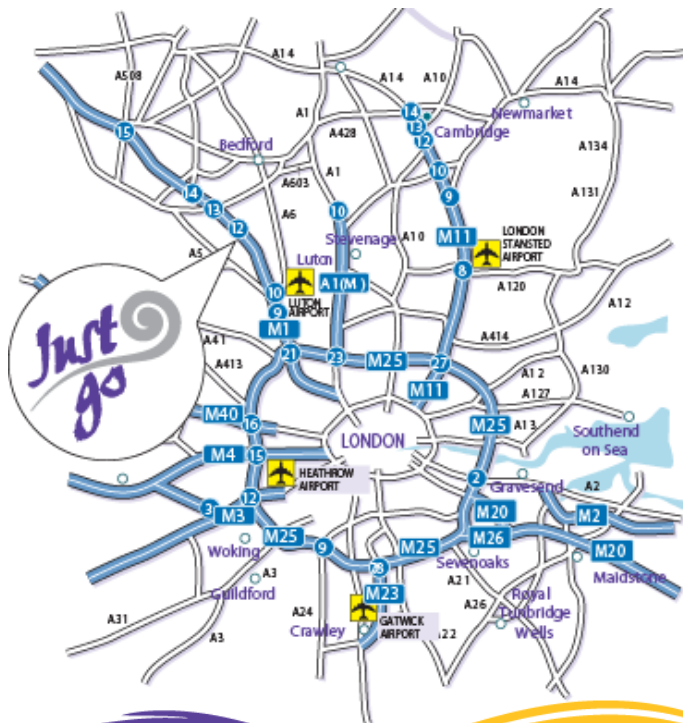 A14
A508
A14
A10
A14
Newmarket
14
15
A1
13
Cambridge
A428
12
Bedford
A134
A1
10
A603
14
9
A131
A6
13
10
12
A10
M11
LONDON
STANSTED
AIRPORT
Stevenage
A5
Luton
8
A1(M)
A120
10
LUTON
AIRPORT
A12
9
M1
A414
Just
go
A41
21
23
M25
27
A413
M11
A12
A130
A127
M40
16
M25
A13
Southend
on Sea
LONDON
M4
15
HEATHROW
AIRPORT
2
Gravesend
A2
12
3
M3
M20
M2
M25
M26
Woking
9
M25
M20
Sevenoaks
A3
Maidstone
Guildford
M23
A21
Royal
Tunbridge
Wells
A24
A26
A31
Crawley
GATWICK
AIRPORT
A22
A3